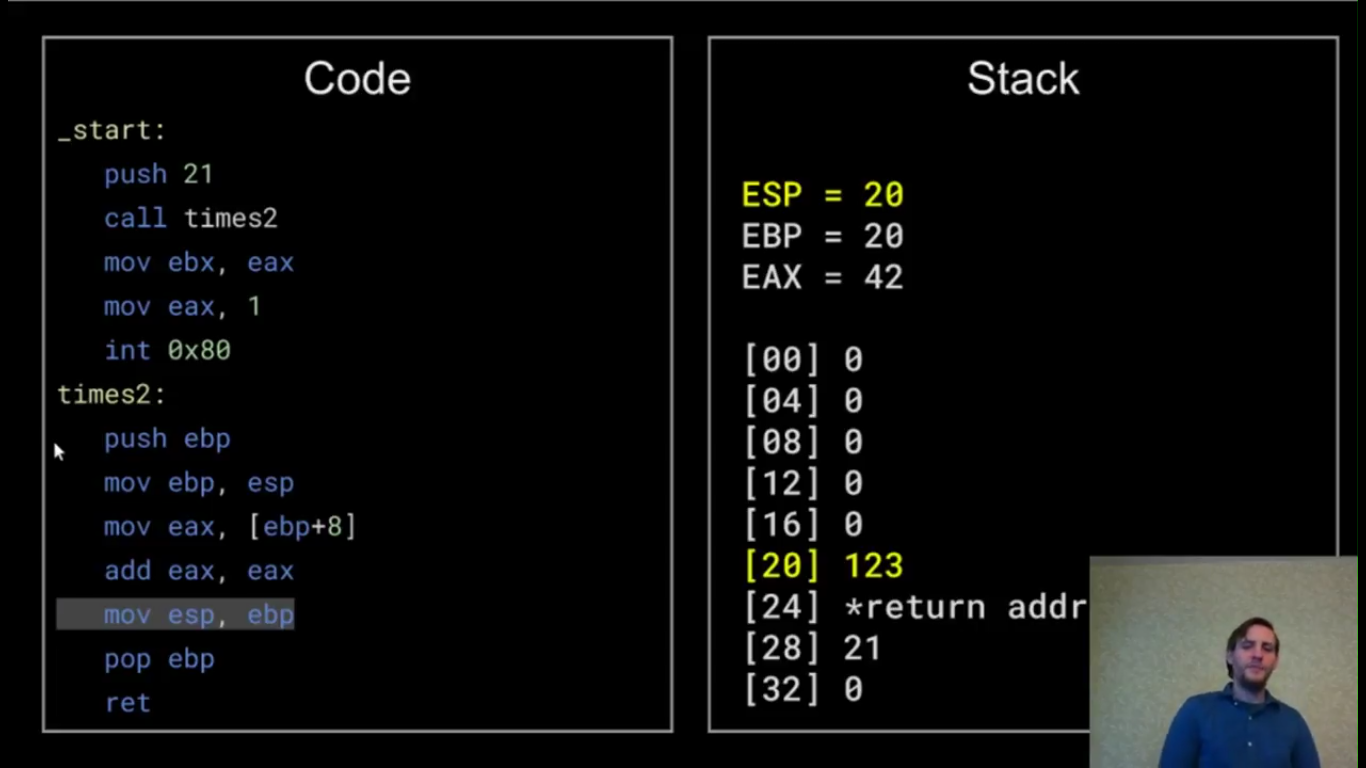 Code
_start:
push 21
call times2
mov ebx, eax
mov eax, 1
int 0x80
times2:
push ebp
mov ebp, esp
mov eax, [ebp+8]
add eax, eax
mov esp, ebp
pop ebp
ret
Stack
ESP = 20
EBP = 20
EAX = 42
[00] 0
[04] 0
[08] 0
[12] 0
[16] 0
[20] 123
[24] *return addr
[28] 21
[32] 0